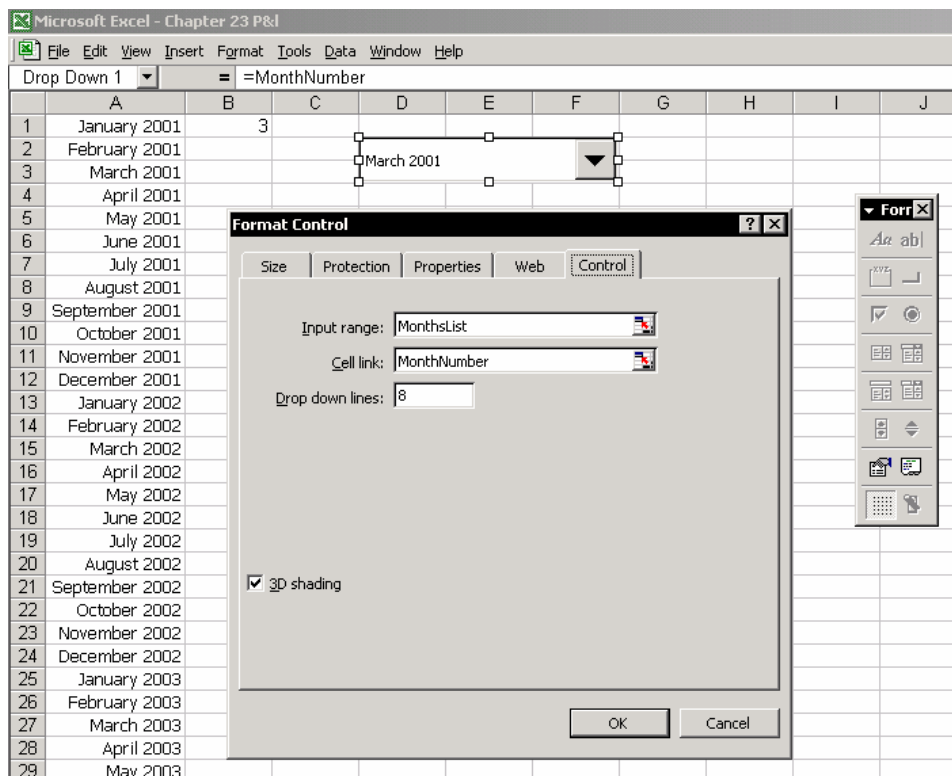 Microsoft Excel - Chapter 23 P&l
File Edit View Insert Format Tools Data Window Help
Drop Down 1 = =MonthNumber
A B C D E F G H I J
1 January 2001 3
2 February 2001
March 2001
3 March 2001
4 April 2001
5 May 2001
6 June 2001
7 July 2001
8 August 2001
9 September 2001
10 October 2001
11 November 2001
12 December 2001
13 January 2002
14 February 2002
15 March 2002
16 April 2002
17 May 2002
18 June 2002
19 July 2002
20 August 2002
21 September 2002
22 October 2002
23 November 2002
24 December 2002
25 January 2003
26 February 2003
27 March 2003
28 April 2003
29 May 2003
Format Control
Size Protection Properties Web Control
Input range: MonthsList
Cell link: MonthNumber
Drop down lines: 8
3D shading
OK Cancel
Forr
Aa ab|
xyz